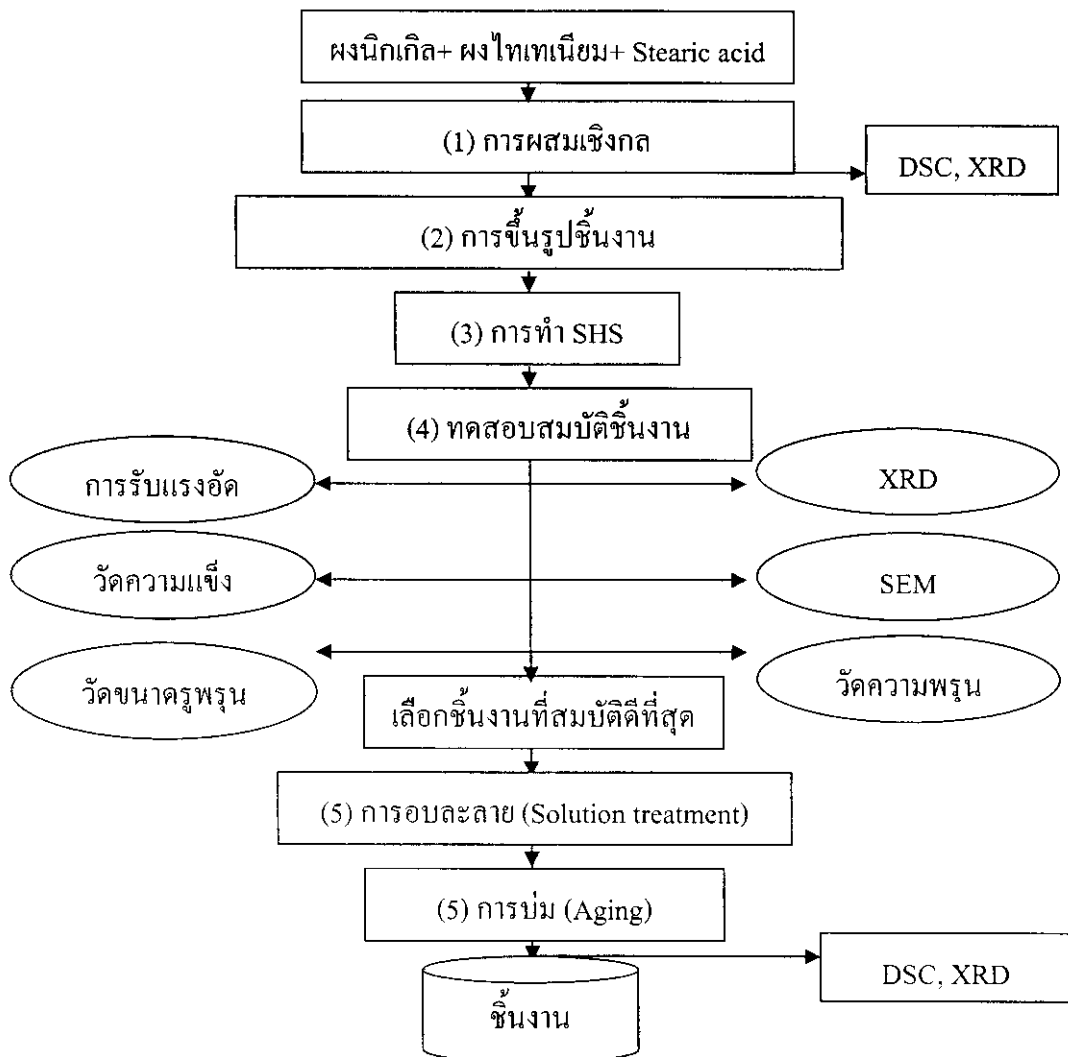 ผงนิกเกิล+ ผงไทเทเนียม+ Stearic acid
(1) การผสมเชิงกล
DSC, XRD
(2) การขึ้นรูปชิ้นงาน
(3) การทำ SHS
(4) ทดสอบสมบัติชิ้นงาน
การรับแรงอัด
XRD
วัดความแข็ง
SEM
วัดขนาดรูพรุน
วัดความพรุน
เลือกชิ้นงานที่สมบัติดีที่สุด
(5) การอบละลาย (Solution treatment)
(5) การบ่ม (Aging)
DSC, XRD
ชิ้นงาน